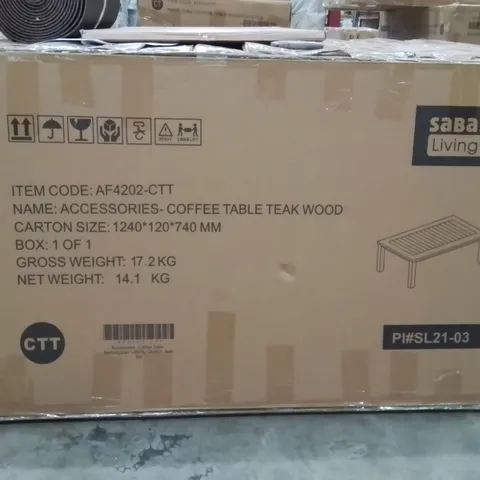 saba
Living
ITEM CODE: AF4202-CTT
NAME: ACCESSORIES- COFFEE TABLE TEAK WOOD
CARTON SIZE: 1240*120*740 MM
BOX: 1 OF 1
GROSS WEIGHT: 17.2 KG
NET WEIGHT: 14.1 KG
CTT
PI#SL21-03